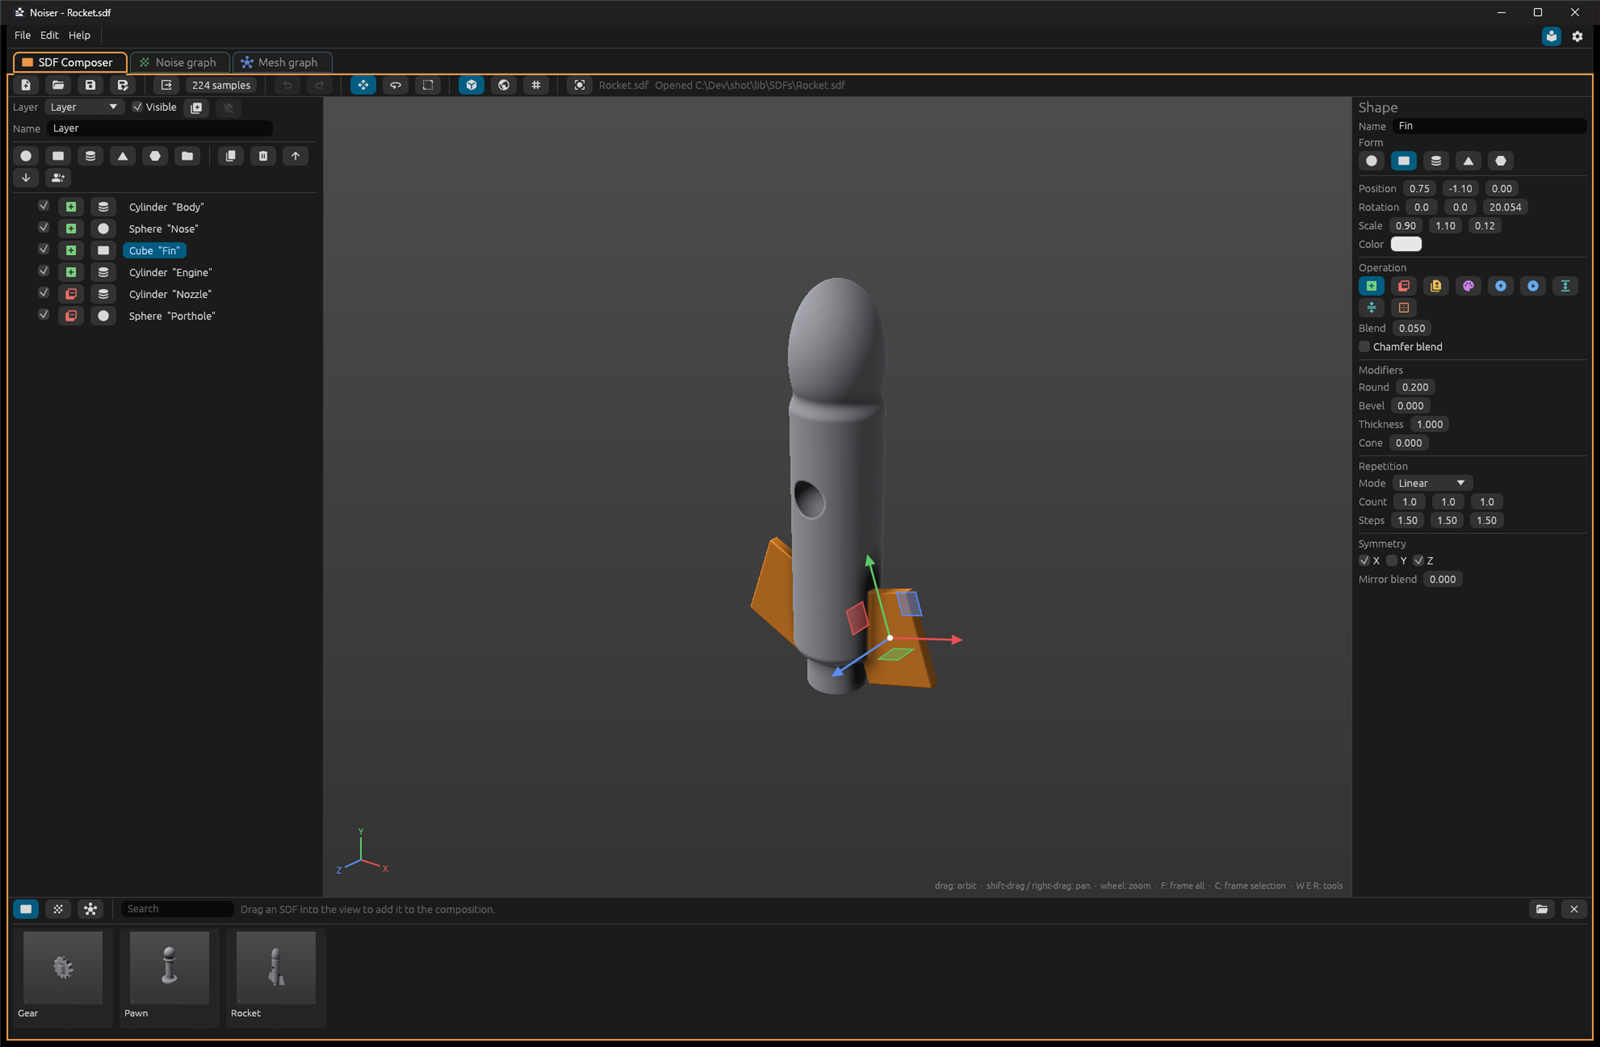 Noiser - Rocket.sdf
File Edit Help
SDF Composer Noise graph Mesh graph
224 samples Rocket.sdf Opened C:\Dev\shot\lib\SDFs\Rocket.sdf
Layer Layer Visible
Name Layer
Cylinder "Body"
Sphere "Nose"
Cube "Fin"
Cylinder "Engine"
Cylinder "Nozzle"
Sphere "Porthole"
Y
Z X
drag: orbit · shift-drag / right-drag: pan · wheel: zoom · F: frame all · C: frame selection · W E R: tools
Shape
Name Fin
Form
Position 0.75 -1.10 0.00
Rotation 0.0 0.0 20.054
Scale 0.90 1.10 0.12
Color
Operation
Blend 0.050
Chamfer blend
Modifiers
Round 0.200
Bevel 0.000
Thickness 1.000
Cone 0.000
Repetition
Mode Linear
Count 1.0 1.0 1.0
Steps 1.50 1.50 1.50
Symmetry
X Y Z
Mirror blend 0.000
Search Drag an SDF into the view to add it to the composition.
Gear Pawn Rocket